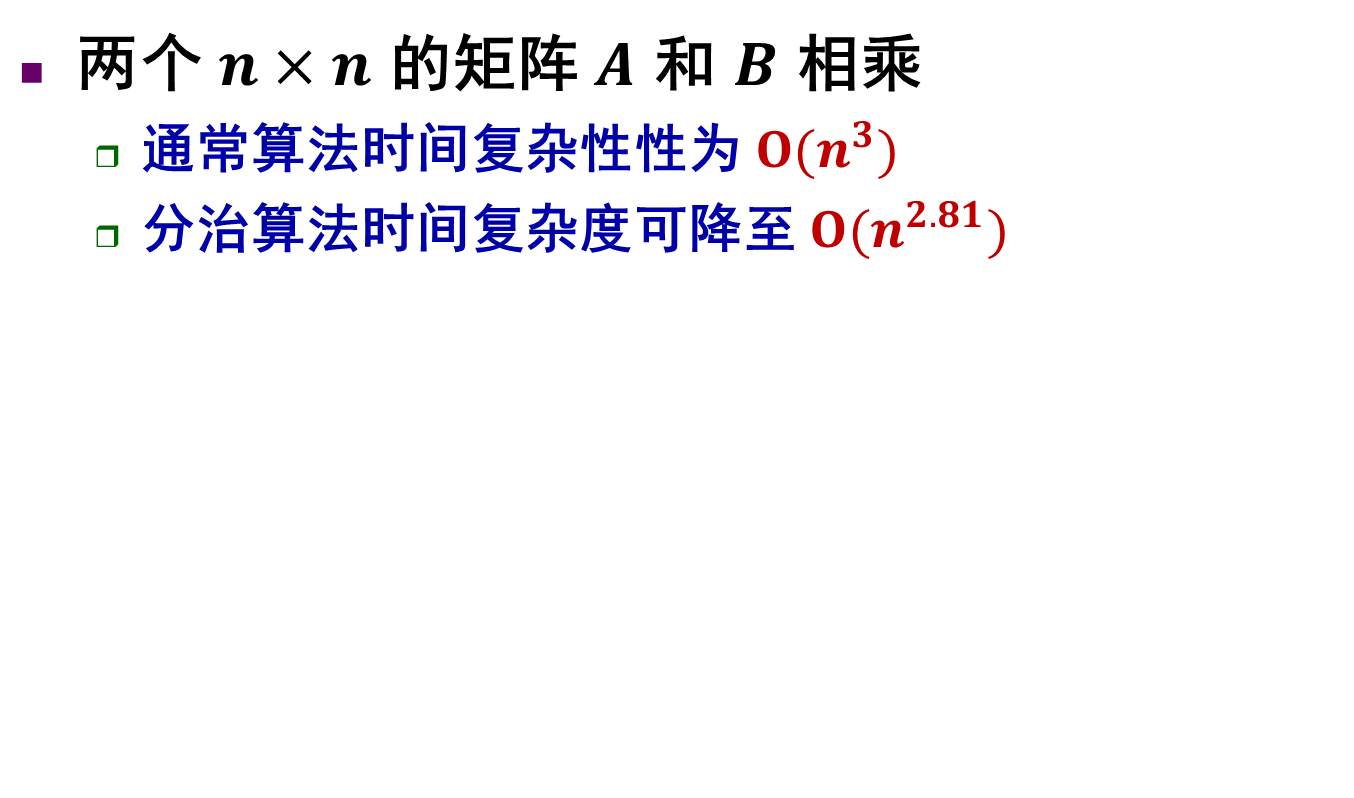 两个 n × n 的矩阵 A 和 B 相乘
通常算法时间复杂性性为 O(n³)
分治算法时间复杂度可降至 O(n²·⁸¹)